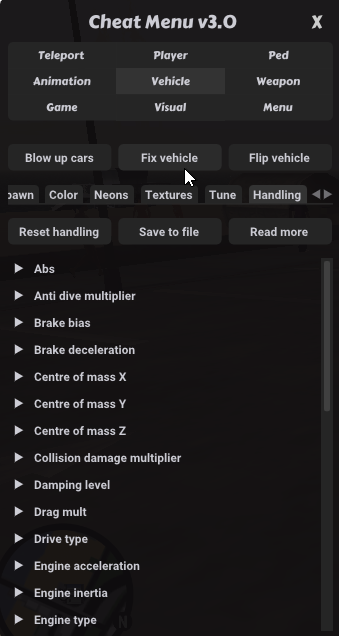 Cheat Menu v3.0 X
Teleport Player Ped
Animation Vehicle Weapon
Game Visual Menu
Blow up cars Fix vehicle Flip vehicle
pawn Color Neons Textures Tune Handling
Reset handling Save to file Read more
Abs
Anti dive multiplier
Brake bias
Brake deceleration
Centre of mass X
Centre of mass Y
Centre of mass Z
Collision damage multiplier
Damping level
Drag mult
Drive type
Engine acceleration
Engine inertia
Engine type